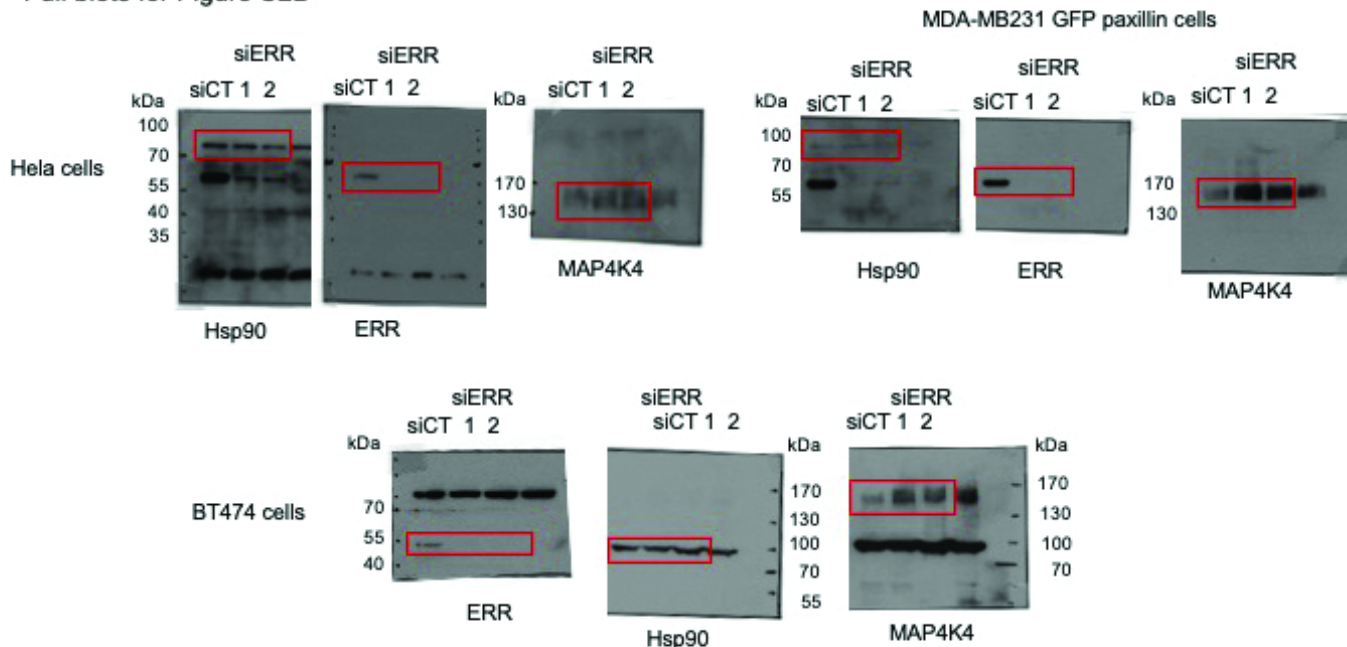 MDA-MB231 GFP paxillin cells
siERR
siCT 1 2
kDa
100
70
55
40
35
Hsp90
siERR
siCT 1 2
ERR
siERR
siCT 1 2
kDa
170
130
MAP4K4
Hela cells
siERR
siCT 1 2
kDa
100
70
55
Hsp90
siERR
siCT 1 2
ERR
siERR
siCT 1 2
kDa
170
130
MAP4K4
BT474 cells
siERR
siCT 1 2
kDa
70
55
40
ERR
siERR
siCT 1 2
kDa
170
130
100
70
55
Hsp90
siERR
siCT 1 2
kDa
170
130
100
70
MAP4K4